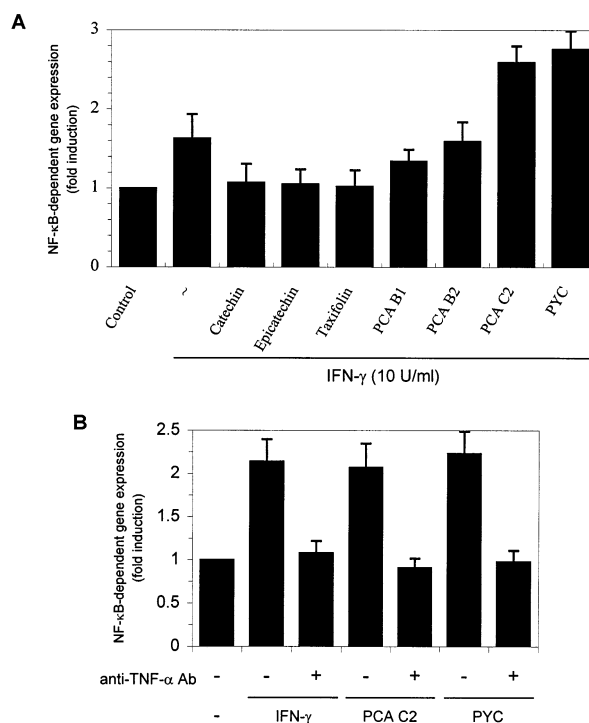 A
NF-κB-dependent gene expression
(fold induction)
3
2
1
0
Control
~
Catechin
Epicatechin
Taxifolin
PCA B1
PCA B2
PCA C2
PYC
IFN-γ (10 U/ml)
B
NF-κB-dependent gene expression
(fold induction)
2.5
2
1.5
1
0.5
0
anti-TNF-α Ab - - + - + - +
- IFN-γ PCA C2 PYC